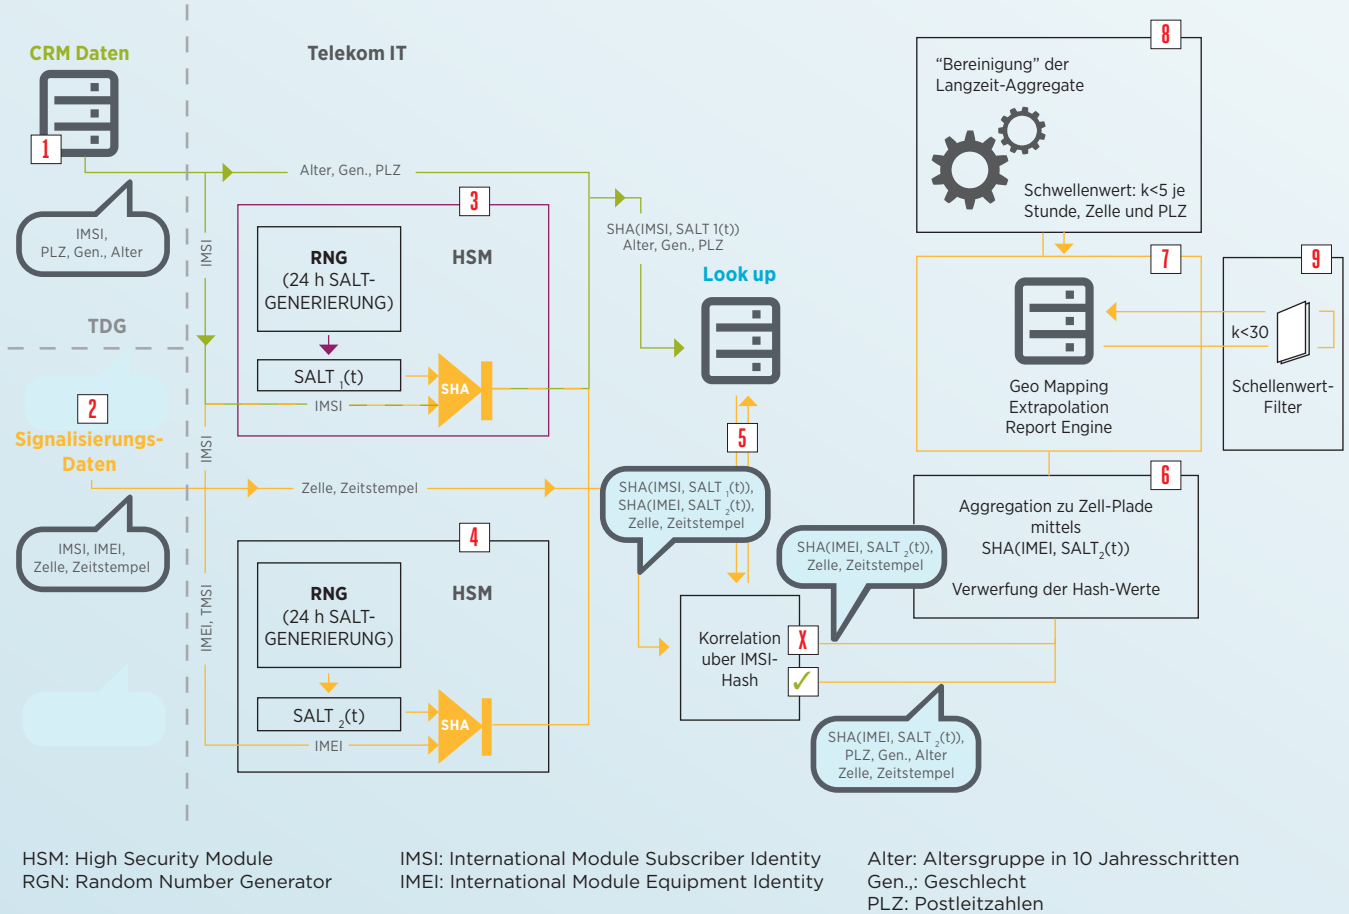 CRM Daten
1
IMSI,
PLZ, Gen., Alter
TDG
2
Signalisierungs-
Daten
IMSI, IMEI,
Zelle, Zeitstempel
Telekom IT
Alter, Gen., PLZ
IMSI
3
RNG
(24 h SALT-
GENERIERUNG)
HSM
SALT 1(t)
SHA
IMSI
IMSI
Zelle, Zeitstempel
IMEI, TMSI
4
RNG
(24 h SALT-
GENERIERUNG)
HSM
SALT 2(t)
SHA
IMEI
SHA(IMSI, SALT 1(t))
Alter, Gen., PLZ
Look up
5
SHA(IMSI, SALT 1(t)),
SHA(IMEI, SALT 2(t)),
Zelle, Zeitstempel
Korrelation
uber IMSI-
Hash
X
✓
SHA(IMEI, SALT 2(t)),
Zelle, Zeitstempel
SHA(IMEI, SALT 2(t)),
PLZ, Gen., Alter
Zelle, Zeitstempel
6
Aggregation zu Zell-Plade
mittels
SHA(IMEI, SALT2(t))
Verwerfung der Hash-Werte
7
Geo Mapping
Extrapolation
Report Engine
8
“Bereinigung” der
Langzeit-Aggregate
Schwellenwert: k<5 je
Stunde, Zelle und PLZ
9
k<30
Schellenwert-
Filter
HSM: High Security Module
RGN: Random Number Generator
IMSI: International Module Subscriber Identity
IMEI: International Module Equipment Identity
Alter: Altersgruppe in 10 Jahresschritten
Gen.,: Geschlecht
PLZ: Postleitzahlen